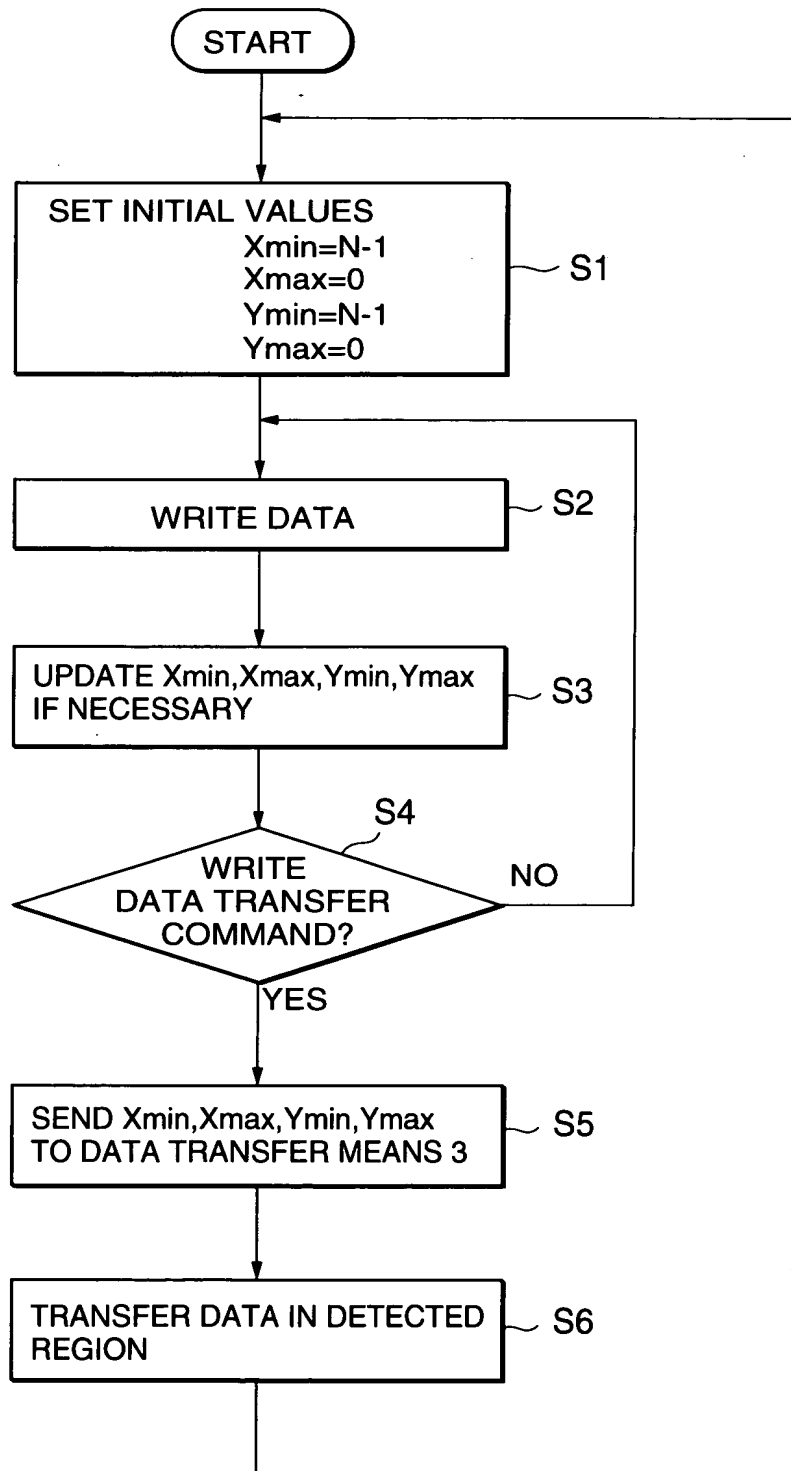 START
SET INITIAL VALUES
Xmin=N-1
Xmax=0
Ymin=N-1
Ymax=0
S1
WRITE DATA
S2
UPDATE Xmin,Xmax,Ymin,Ymax
IF NECESSARY
S3
S4
WRITE
DATA TRANSFER
COMMAND?
NO
YES
SEND Xmin,Xmax,Ymin,Ymax
TO DATA TRANSFER MEANS 3
S5
TRANSFER DATA IN DETECTED
REGION
S6